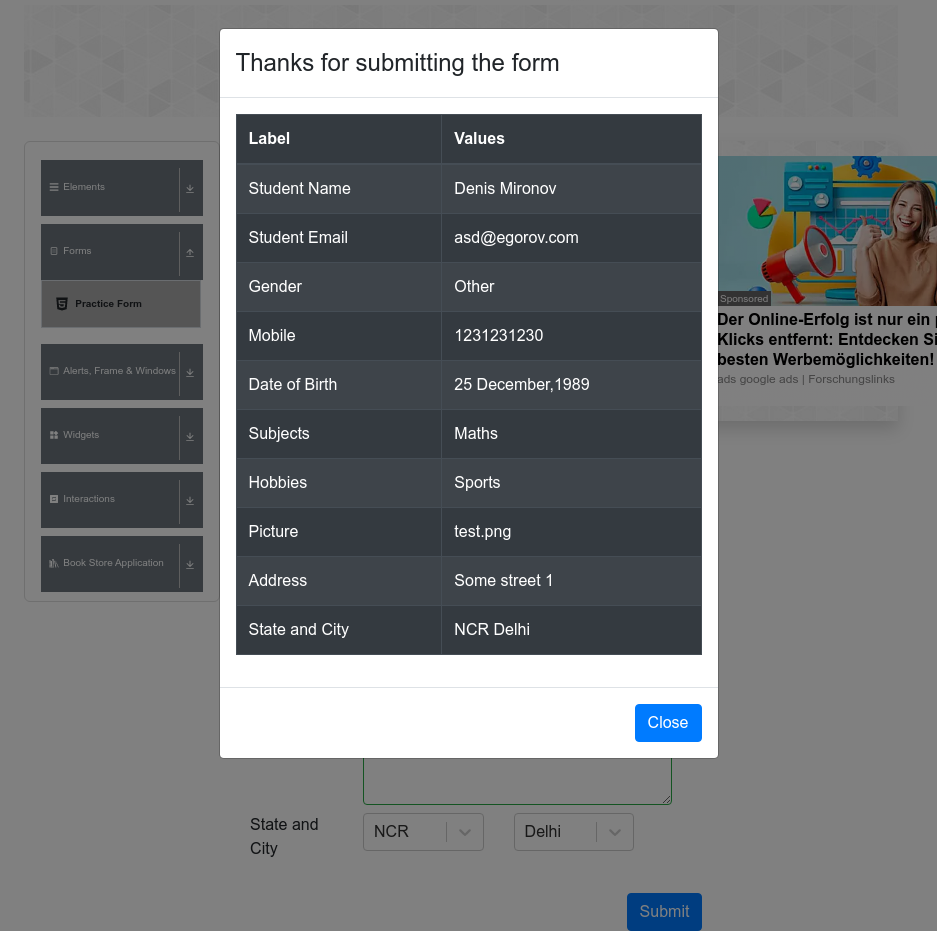 Thanks for submitting the form
Label Values
Student Name Denis Mironov
Student Email asd@egorov.com
Gender Other
Mobile 1231231230
Date of Birth 25 December,1989
Subjects Maths
Hobbies Sports
Picture test.png
Address Some street 1
State and City NCR Delhi
Close
Elements
Forms
Practice Form
Alerts, Frame & Windows
Widgets
Interactions
Book Store Application
Sponsored
Der Online-Erfolg ist nur ein
Klicks entfernt: Entdecken Si
besten Werbemöglichkeiten!
ads google ads | Forschungslinks
State and
City
NCR
Delhi
Submit